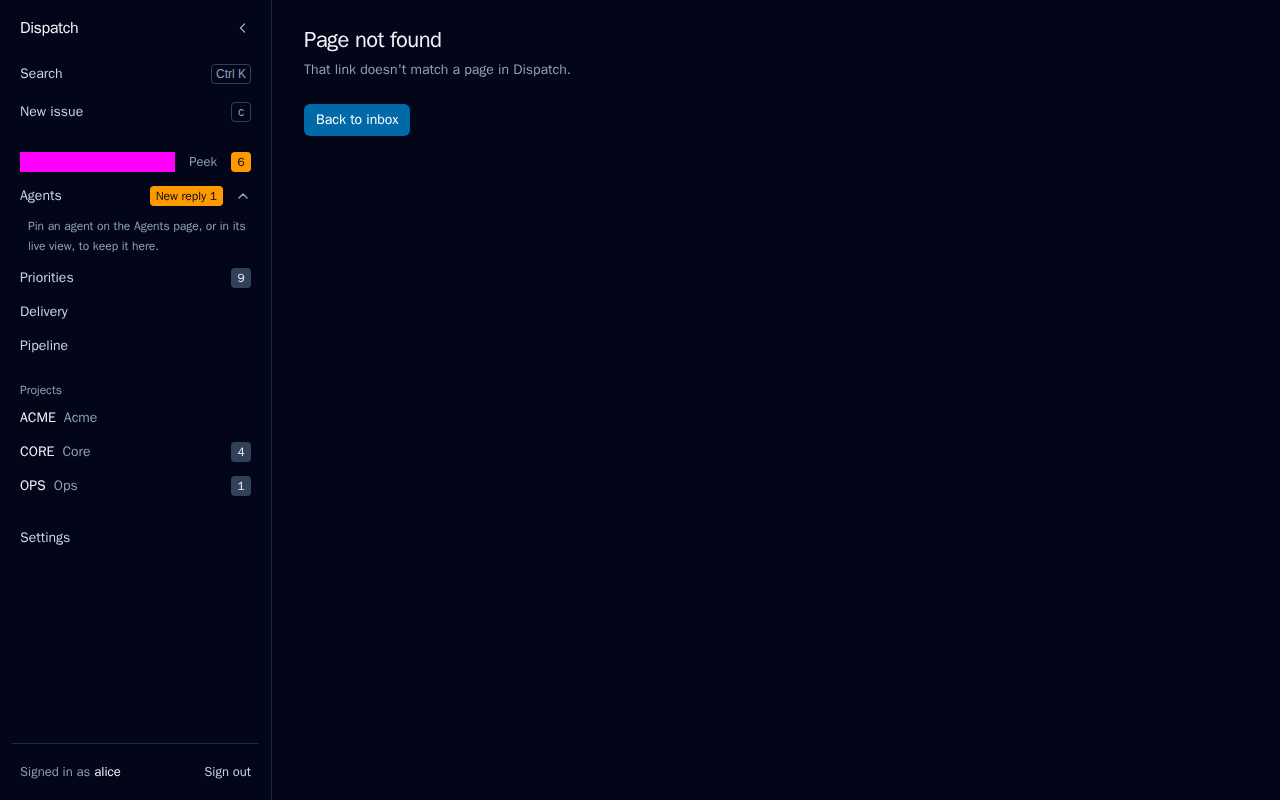 Dispatch
Search Ctrl K
New issue c
Peek 6
Agents New reply 1
Pin an agent on the Agents page, or in its
live view, to keep it here.
Priorities 9
Delivery
Pipeline
Projects
ACME Acme
CORE Core 4
OPS Ops 1
Settings
Signed in as alice Sign out
Page not found
That link doesn't match a page in Dispatch.
Back to inbox